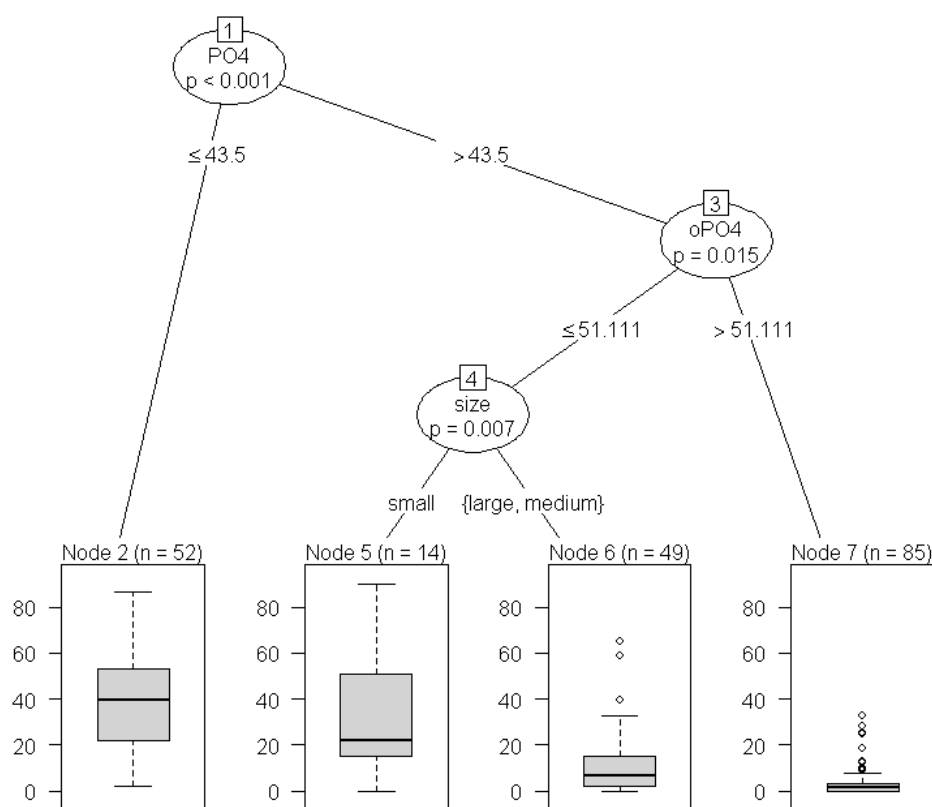 1
PO4
p < 0.001
≤ 43.5
> 43.5
3
oPO4
p = 0.015
≤ 51.111
> 51.111
4
size
p = 0.007
small
{large, medium}
Node 2 (n = 52)
80
60
40
20
0
Node 5 (n = 14)
80
60
40
20
0
Node 6 (n = 49)
80
60
40
20
0
Node 7 (n = 85)
80
60
40
20
0